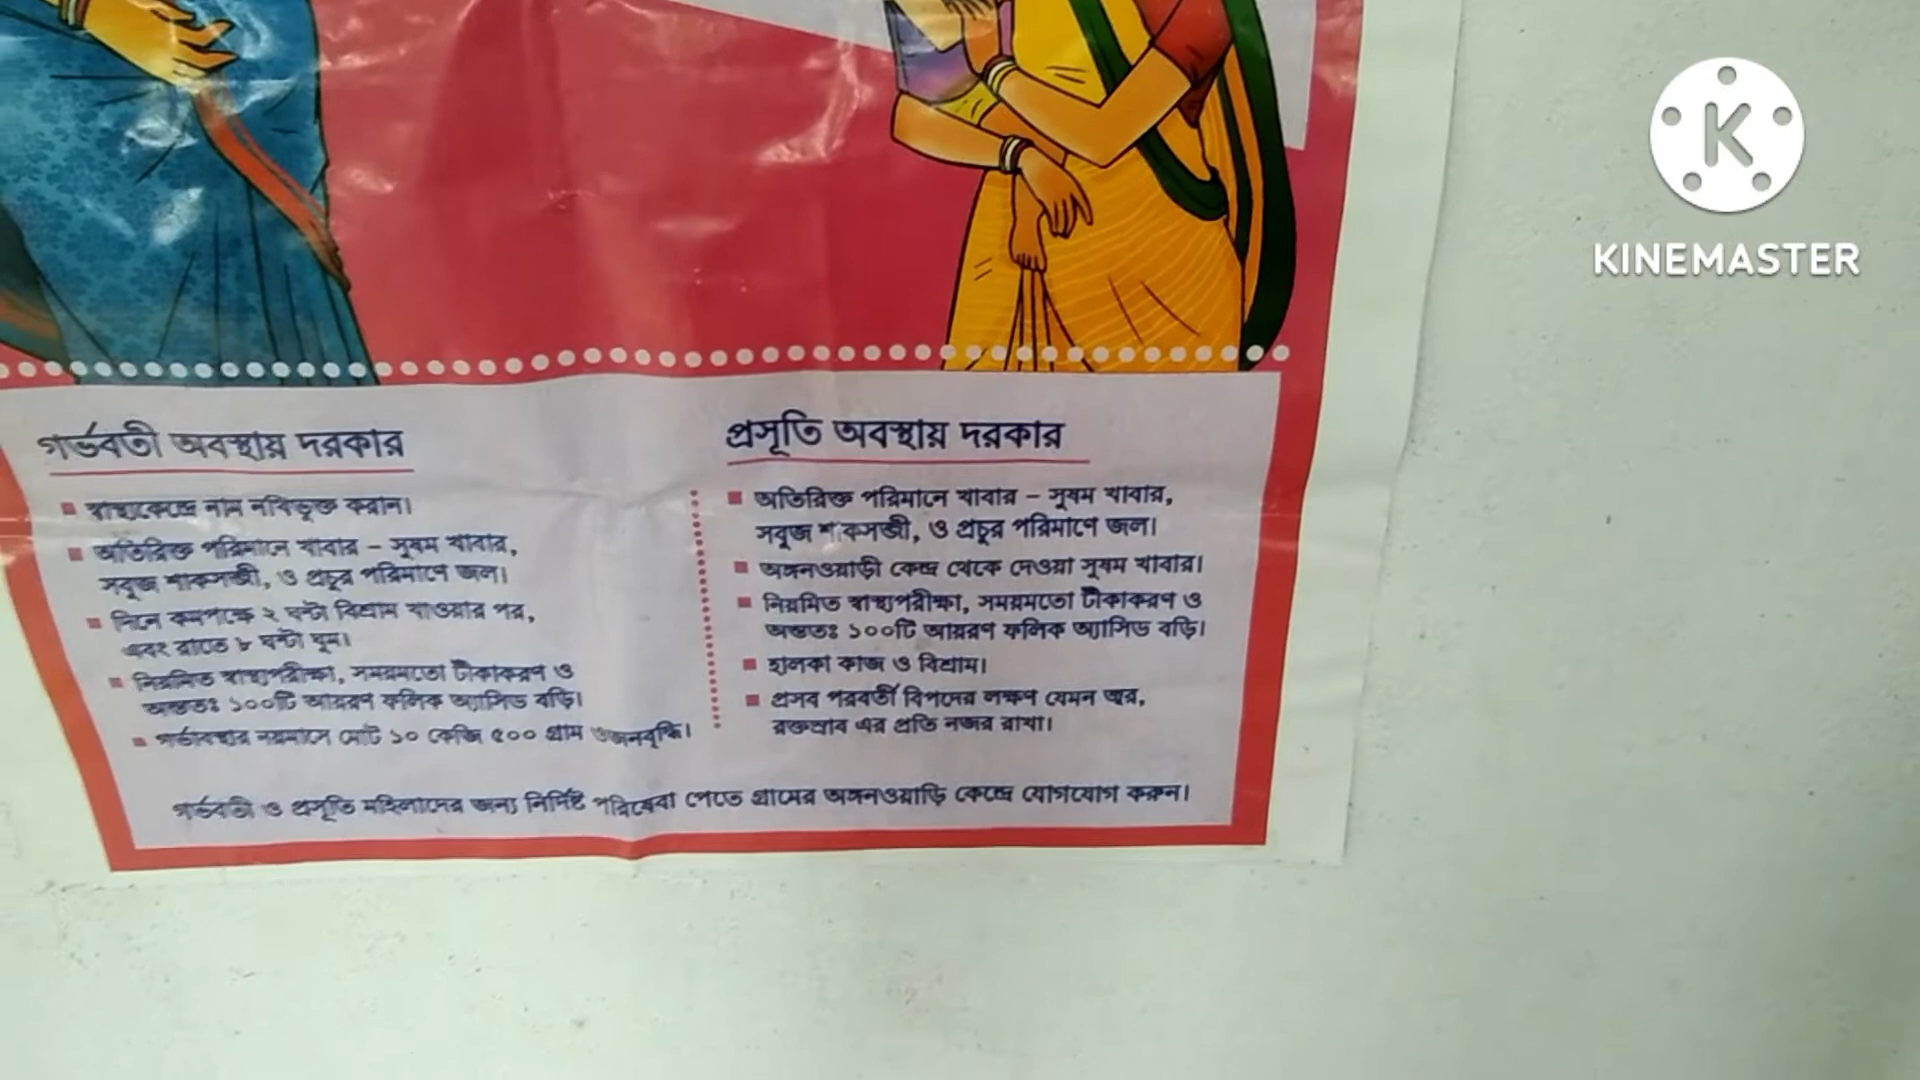 গর্ভবতী অবস্থায় দরকার
স্বাস্থ্যকেন্দ্রে নাম নথিভুক্ত করান।
অতিরিক্ত পরিমানে খাবার – সুষম খাবার,
সবুজ শাকসব্জী, ও প্রচুর পরিমাণে জল।
দিনে কমপক্ষে ২ ঘন্টা বিশ্রাম খাওয়ার পর,
এবং রাতে ৮ ঘন্টা ঘুম।
নিয়মিত স্বাস্থ্যপরীক্ষা, সময়মতো টীকাকরণ ও
অন্ততঃ ১০০টি আয়রণ ফলিক অ্যাসিড বড়ি।
গর্ভাবস্থার নয়মাসে মোট ১০ কেজি ৫০০ গ্রাম ওজনবৃদ্ধি।
প্রসূতি অবস্থায় দরকার
অতিরিক্ত পরিমানে খাবার – সুষম খাবার,
সবুজ শাকসব্জী, ও প্রচুর পরিমাণে জল।
অঙ্গনওয়াড়ী কেন্দ্র থেকে দেওয়া সুষম খাবার।
নিয়মিত স্বাস্থ্যপরীক্ষা, সময়মতো টীকাকরণ ও
অন্ততঃ ১০০টি আয়রণ ফলিক অ্যাসিড বড়ি।
হালকা কাজ ও বিশ্রাম।
প্রসব পরবর্তী বিপদের লক্ষণ যেমন জ্বর,
রক্তস্রাব এর প্রতি নজর রাখা।
গর্ভবতী ও প্রসূতি মহিলাদের জন্য নির্দিষ্ট পরিষেবা পেতে গ্রামের অঙ্গনওয়াড়ি কেন্দ্রে যোগাযোগ করুন।
K
KINEMASTER